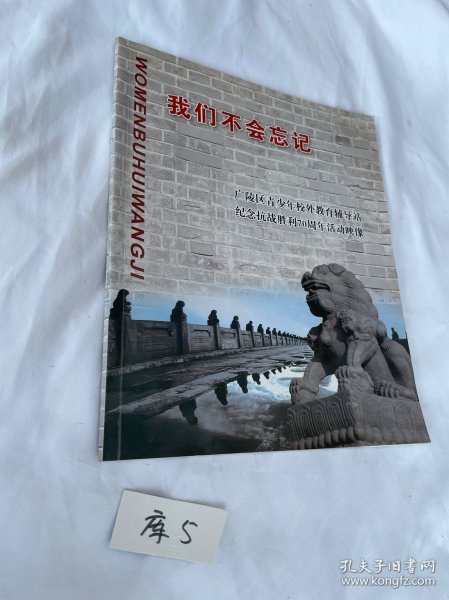 WOMENBUHUIWANGJI
我们不会忘记
广陵区青少年校外教育辅导站
纪念抗战胜利70周年活动映像
库5
孔夫子旧书网
www.kongfz.com